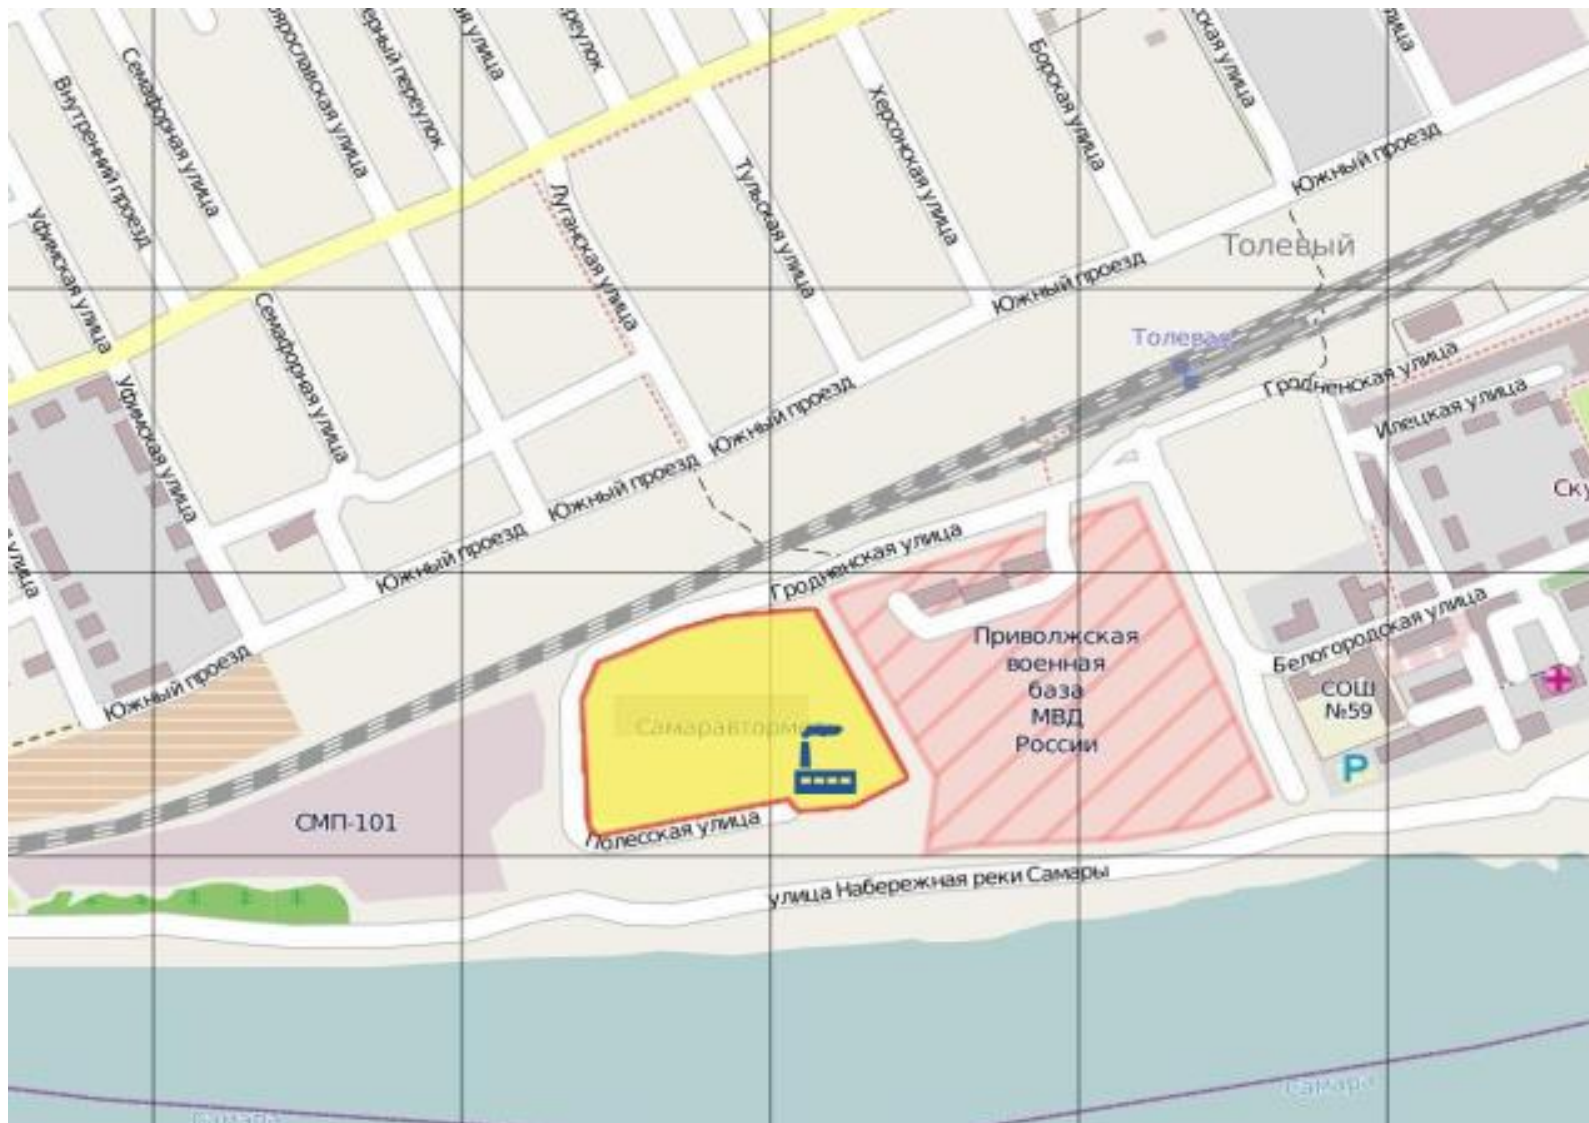 Семафорная улица
Ярославская улица
переулок
Борская улица
улица
Внутренний проезд
Херсонская улица
Южный проезд
Тульская улица
Луганская улица
Уфимская улица
Толевый
Южный проезд
Семафорная улица
Толевая
Гродненская улица
Уфимская улица
Южный проезд
Илецкая улица
Южный проезд
Южный проезд
Гродненская улица
улица
Белогородская улица
Приволжская
военная
база
МВД
России
Южный проезд
СОШ
№59
P
СМП-101
Полесская улица
улица Набережная реки Самары
Самара
Самара